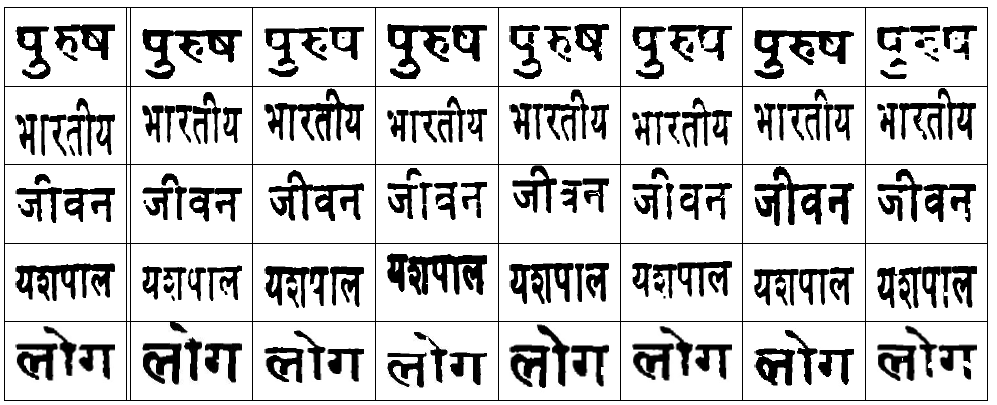 पुरुष पुरुष पुरुष पुरुष पुरुष पुरुष पुरुष पुरुष
भारतीय भारतीय भारतीय भारतीय भारतीय भारतीय भारतीय भारतीय
जीवन जीवन जीवन जीवन जीवन जीवन जीवन जीवन
यशपाल यशपाल यशपाल यशपाल यशपाल यशपाल यशपाल यशपाल
लोग लोग लोग लोग लोग लोग लोग लोग